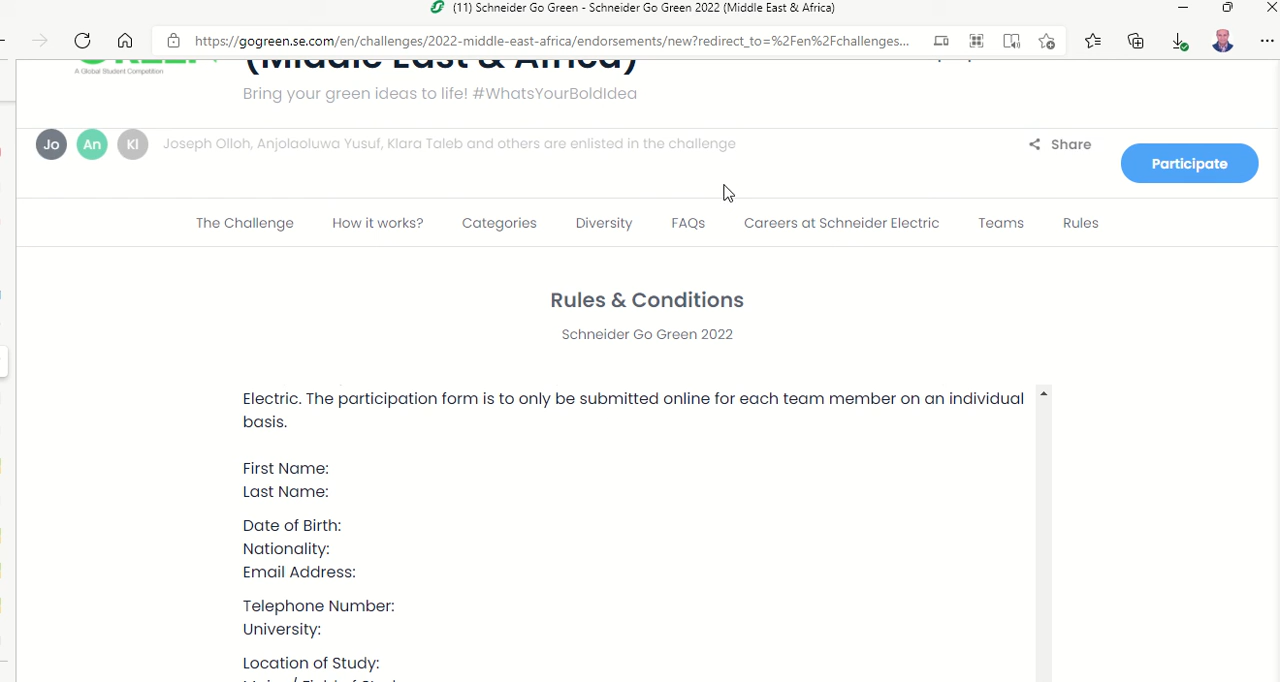 (11) Schneider Go Green - Schneider Go Green 2022 (Middle East & Africa)
https://gogreen.se.com/en/challenges/2022-middle-east-africa/endorsements/new?redirect_to=%2Fen%2Fchallenges...
(Middle East & Africa)
A Global Student Competition
Bring your green ideas to life! #WhatsYourBoldIdea
Jo An Kl Joseph Olloh, Anjolaoluwa Yusuf, Klara Taleb and others are enlisted in the challenge
Share
Participate
The Challenge How it works? Categories Diversity FAQs Careers at Schneider Electric Teams Rules
Rules & Conditions
Schneider Go Green 2022
Electric. The participation form is to only be submitted online for each team member on an individual
basis.
First Name:
Last Name:
Date of Birth:
Nationality:
Email Address:
Telephone Number:
University:
Location of Study: